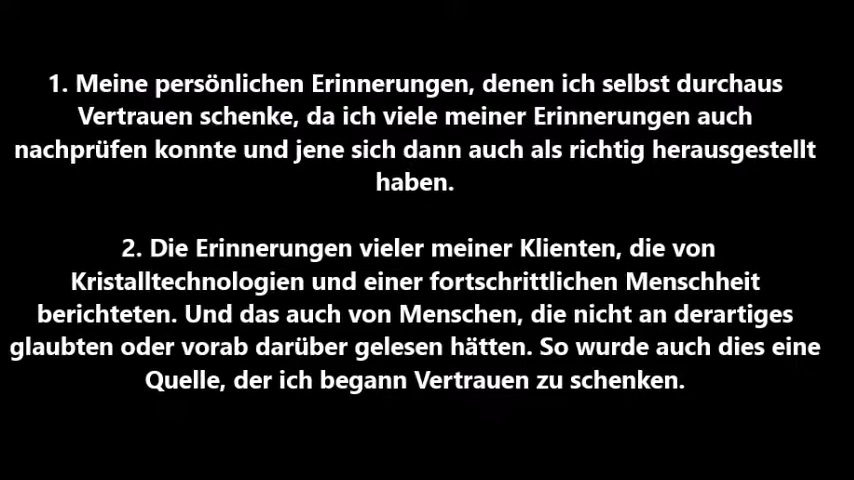 1. Meine persönlichen Erinnerungen, denen ich selbst durchaus
Vertrauen schenke, da ich viele meiner Erinnerungen auch
nachprüfen konnte und jene sich dann auch als richtig herausgestellt
haben.
2. Die Erinnerungen vieler meiner Klienten, die von
Kristalltechnologien und einer fortschrittlichen Menschheit
berichteten. Und das auch von Menschen, die nicht an derartiges
glaubten oder vorab darüber gelesen hätten. So wurde auch dies eine
Quelle, der ich begann Vertrauen zu schenken.